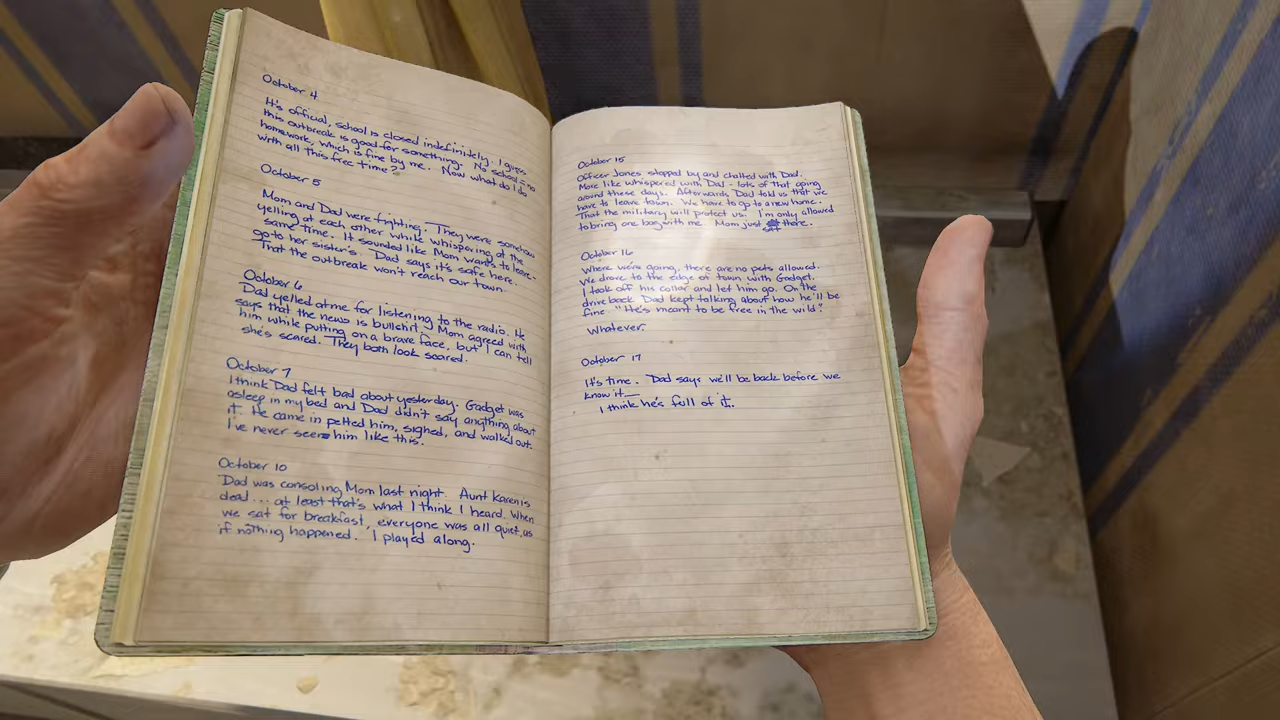 October 4
It's official, school is closed indefinitely. I guess
this outbreak is good for something. No school = no
homework, which is fine by me. Now what do I do
with all this free time?
October 5
Mom and Dad were fighting. They were somehow
yelling at each other while whispering at the
same time. It sounded like Mom wants to leave-
go to her sister's. Dad says it's safe here.
That the outbreak won't reach our town.
October 6
Dad yelled at me for listening to the radio. He
says that the news is bullshit. Mom agreed with
him while putting on a brave face, but I can tell
she's scared. They both look scared.
October 7
I think Dad felt bad about yesterday. Gadget was
asleep in my bed and Dad didn't say anything about
it. He came in petted him, sighed, and walked out.
I've never seen him like this.
October 10
Dad was consoling Mom last night. Aunt Karen is
dead... at least that's what I think I heard. When
we sat for breakfast, everyone was all quiet, as
if nothing happened. I played along.
October 15
Officer Jones stopped by and chatted with Dad.
More like whispered with Dad - lots of that going
around these days. Afterwards Dad told us that we
have to leave town. We have to go to a new home.
That the military will protect us. I'm only allowed
to bring one bag with me. Mom just there.
October 16
Where we're going, there are no pets allowed.
We drove to the edge of town with Gadget.
I took off his collar and let him go. On the
drive back Dad kept talking about how he'll be
fine. "He's meant to be free in the wild".
Whatever.
October 17
It's time. Dad says we'll be back before we
know it
I think he's full of it.